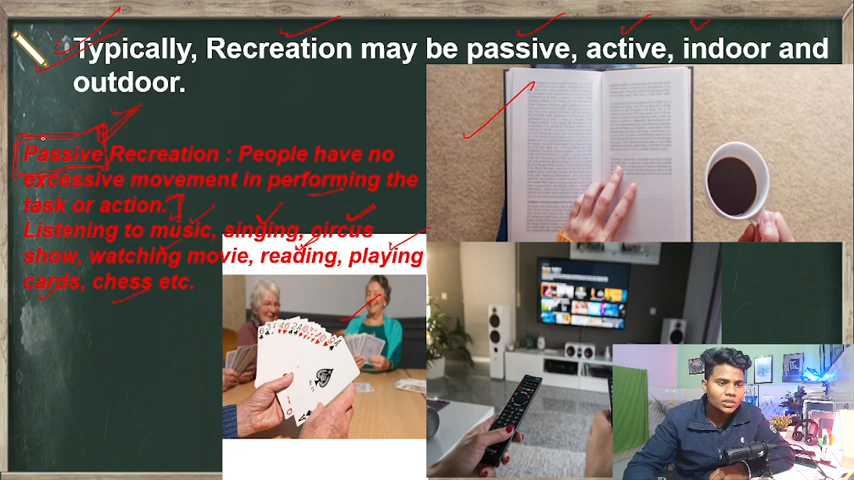 Typically, Recreation may be passive, active, indoor and
outdoor.
Passive Recreation : People have no
excessive movement in performing the
task or action.
Listening to music, singing, circus
show, watching movie, reading, playing
cards, chess etc.